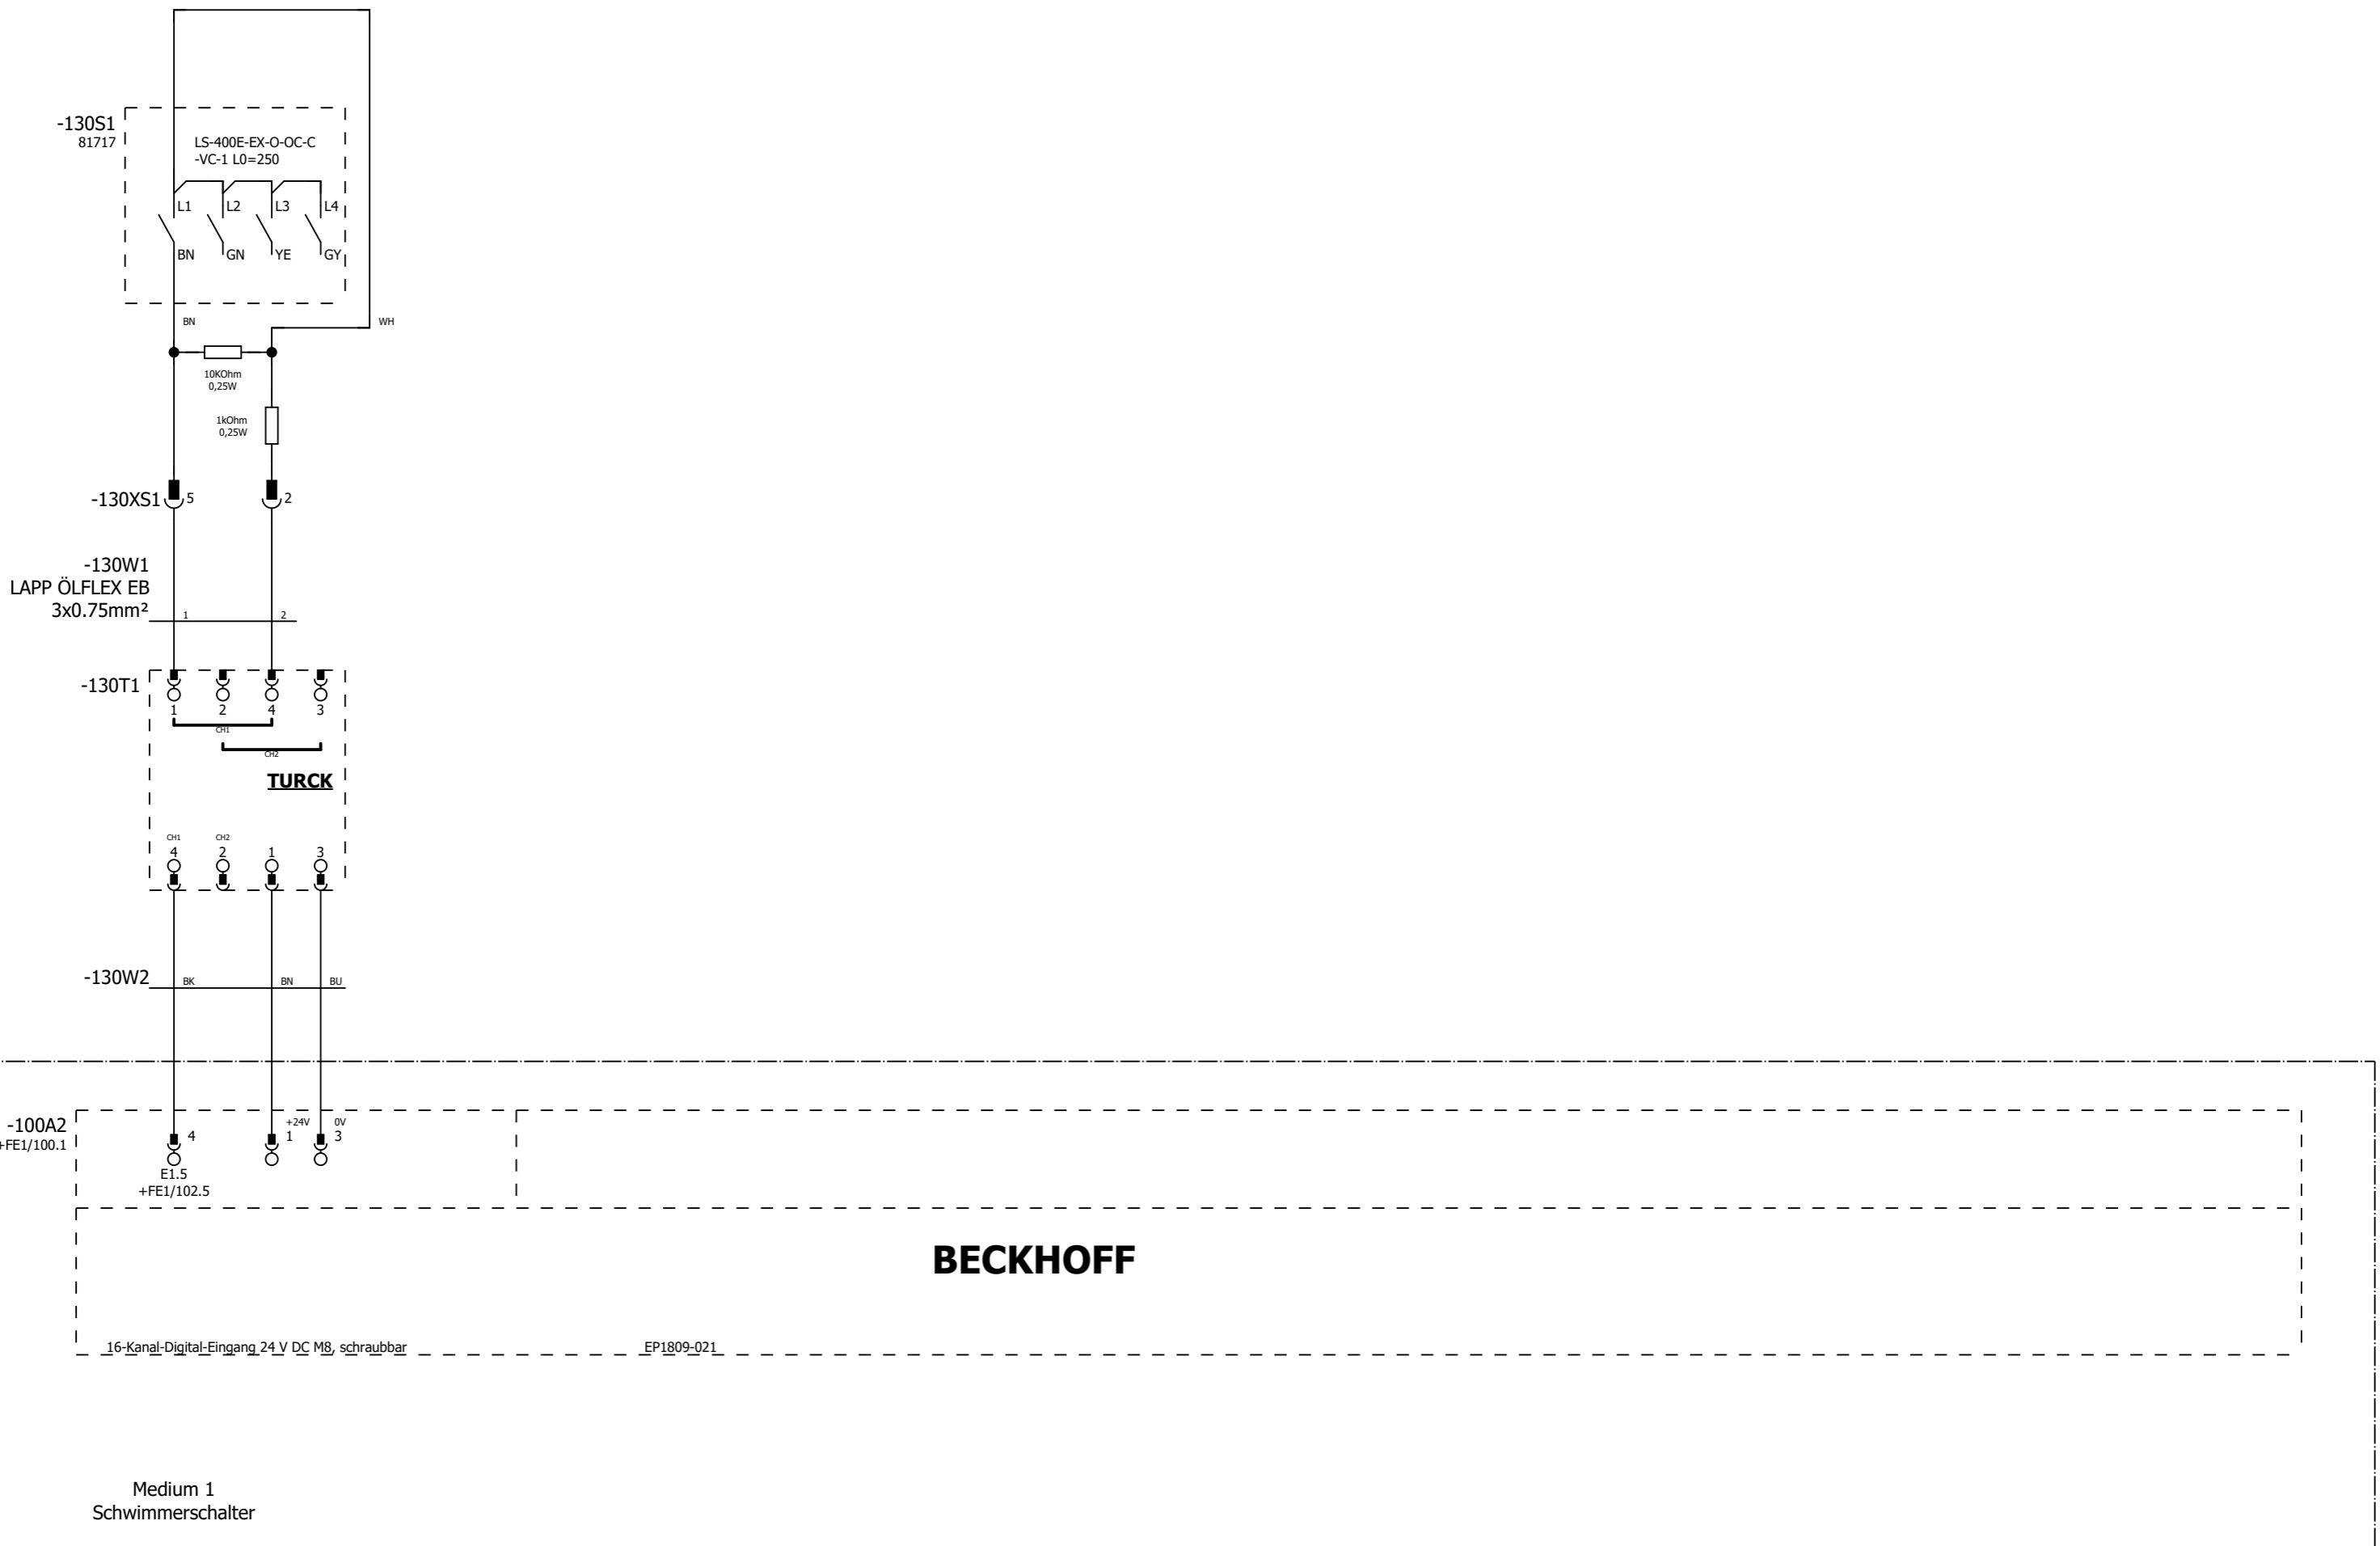 -130S1
81717
LS-400E-EX-O-OC-C
-VC-1 L0=250
L1
L2
L3
L4
BN
GN
YE
GY
BN
WH
10KOhm
0,25W
1kOhm
0,25W
-130XS1
5
2
-130W1
LAPP ÖLFLEX EB
3x0.75mm²
1
2
-130T1
1
2
4
3
CH1
CH2
TURCK
CH1
CH2
4
2
1
3
-130W2
BK
BN
BU
-100A2
+FE1/100.1
4
+24V
1
0V
3
E1.5
+FE1/102.5
BECKHOFF
16-Kanal-Digital-Eingang 24 V DC M8, schraubbar
EP1809-021
Medium 1
Schwimmerschalter